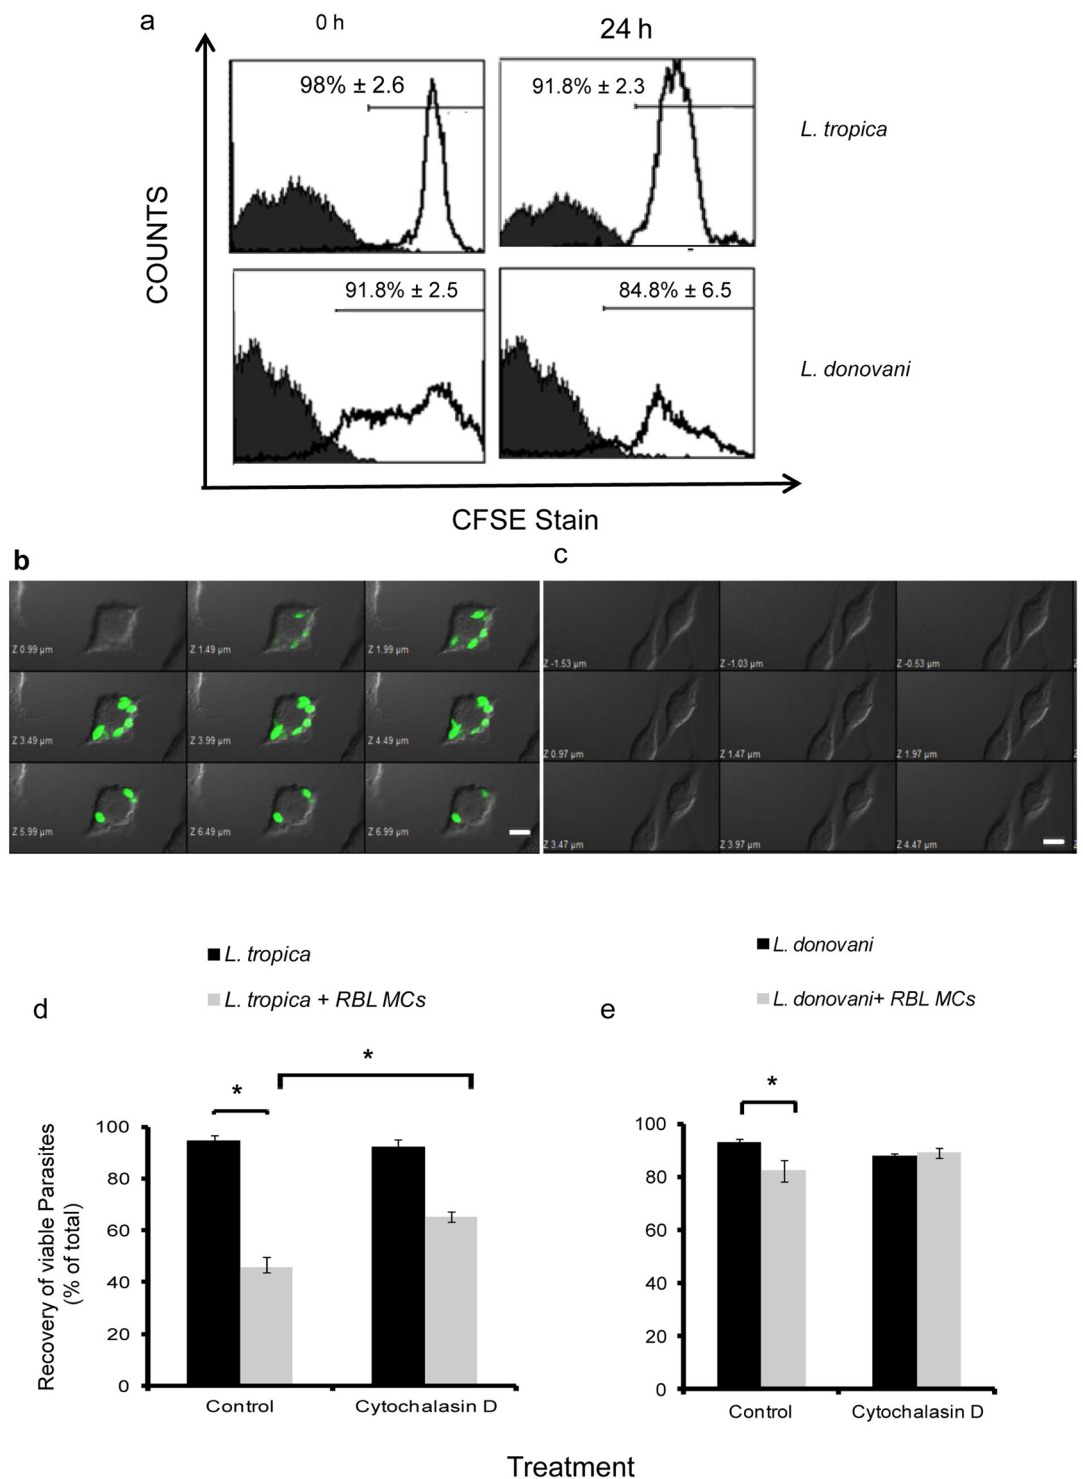 a
0 h
24 h
98% ± 2.6
91.8% ± 2.3
L. tropica
COUNTS
91.8% ± 2.5
84.8% ± 6.5
L. donovani
CFSE Stain
b
c
Z 0.99 µm
Z 1.49 µm
Z 1.99 µm
Z -1.53 µm
Z -1.03 µm
Z -0.53 µm
Z 3.49 µm
Z 3.99 µm
Z 4.49 µm
Z 0.97 µm
Z 1.47 µm
Z 1.97 µm
Z 5.99 µm
Z 6.49 µm
Z 6.99 µm
Z 3.47 µm
Z 3.97 µm
Z 4.47 µm
d
L. tropica
L. tropica + RBL MCs
*
*
Recovery of viable Parasites
(% of total)
100
80
60
40
20
0
Control
Cytochalasin D
e
L. donovani
L. donovani+ RBL MCs
*
100
80
60
40
20
0
Control
Cytochalasin D
Treatment